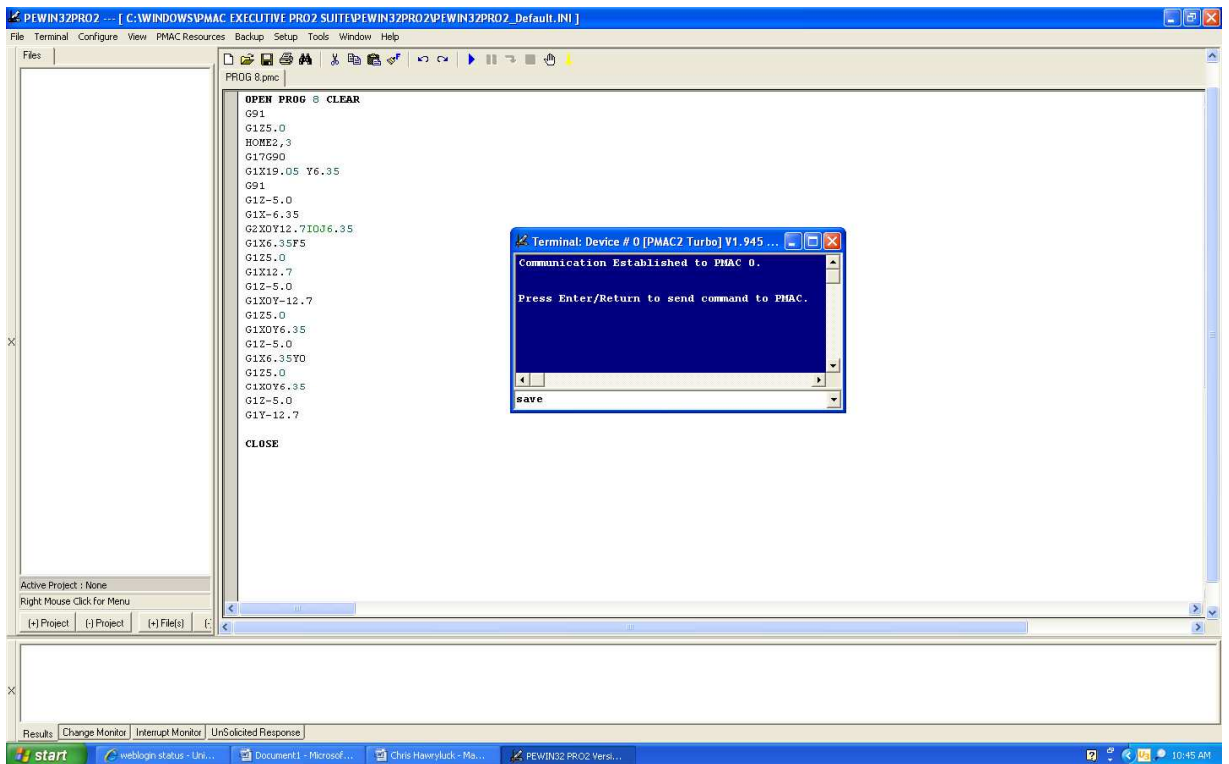 PEWIN32PRO2 --- [ C:\WINDOWS\PMAC EXECUTIVE PRO2 SUITE\PEWIN32PRO2\PEWIN32PRO2_Default.INI ]
File Terminal Configure View PMAC Resources Backup Setup Tools Window Help
Files
PROG 8.pmc
OPEN PROG 8 CLEAR
G91
G1Z5.0
HOME2,3
G17G90
G1X19.05 Y6.35
G91
G1Z-5.0
G1X-6.35
G2X0Y12.7I0J6.35
G1X6.35F5
G1Z5.0
G1X12.7
G1Z-5.0
G1X0Y-12.7
G1Z5.0
G1X0Y6.35
G1Z-5.0
G1X6.35Y0
G1Z5.0
G1X0Y6.35
G1Z-5.0
G1Y-12.7
CLOSE
Terminal: Device # 0 [PMAC2 Turbo] V1.945 ...
Communication Established to PMAC 0.
Press Enter/Return to send command to PMAC.
save
Active Project : None
Right Mouse Click for Menu
(+) Project (-) Project (+) File(s) (-
Results Change Monitor Interrupt Monitor UnSolicited Response
start weblogin status - Uni... Document1 - Microsof... Chris Hawryluck - Ma... PEWIN32 PRO2 Versi... 10:45 AM